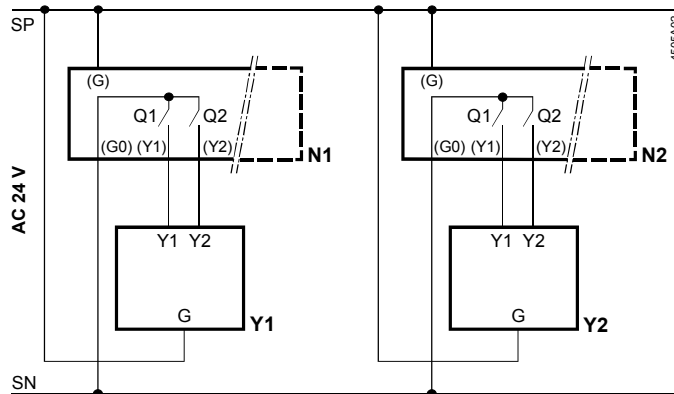 SP
(G) (G)
Q1 Q2 Q1 Q2
(G0) (Y1) (Y2) (G0) (Y1) (Y2)
N1 N2
AC 24 V
Y1 Y2 Y1 Y2
G G
Y1 Y2
SN